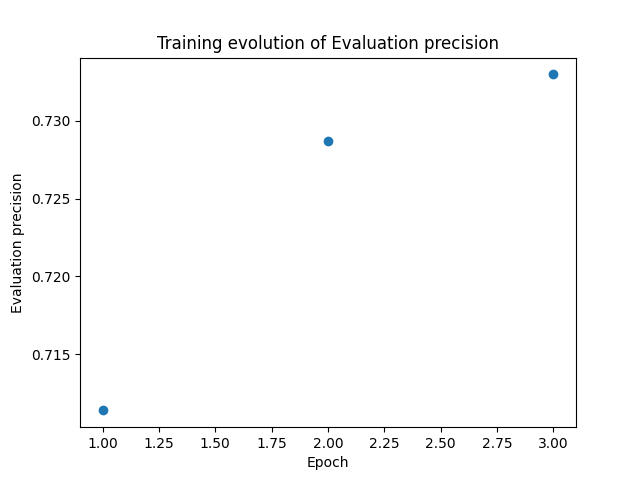 Training evolution of Evaluation precision
Evaluation precision
0.730
0.725
0.720
0.715
1.00 1.25 1.50 1.75 2.00 2.25 2.50 2.75 3.00
Epoch